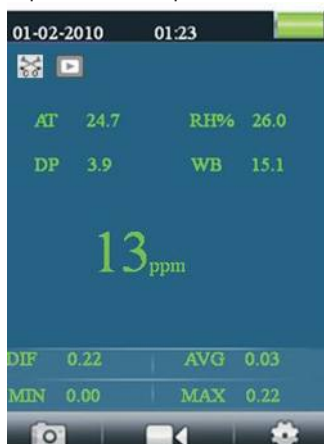 01-02-2010 01:23
AT 24.7 RH% 26.0
DP 3.9 WB 15.1
13ppm
DIF 0.22 AVG 0.03
MIN 0.00 MAX 0.22